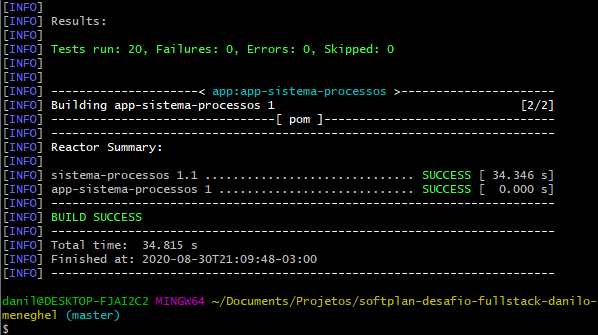 [INFO]
[INFO] Results:
[INFO]
[INFO] Tests run: 20, Failures: 0, Errors: 0, Skipped: 0
[INFO]
[INFO]
[INFO] ---------------------< app:app-sistema-processos >----------------------
[INFO] Building app-sistema-processos 1 [2/2]
[INFO] --------------------------------[ pom ]---------------------------------
[INFO] ------------------------------------------------------------------------
[INFO] Reactor Summary:
[INFO]
[INFO] sistema-processos 1.1 .............................. SUCCESS [ 34.346 s]
[INFO] app-sistema-processos 1 ............................ SUCCESS [  0.000 s]
[INFO] ------------------------------------------------------------------------
[INFO] BUILD SUCCESS
[INFO] ------------------------------------------------------------------------
[INFO] Total time:  34.815 s
[INFO] Finished at: 2020-08-30T21:09:48-03:00
[INFO] ------------------------------------------------------------------------
danil@DESKTOP-FJAI2C2 MINGW64 ~/Documents/Projetos/softplan-desafio-fullstack-danilo-
meneghel (master)
$